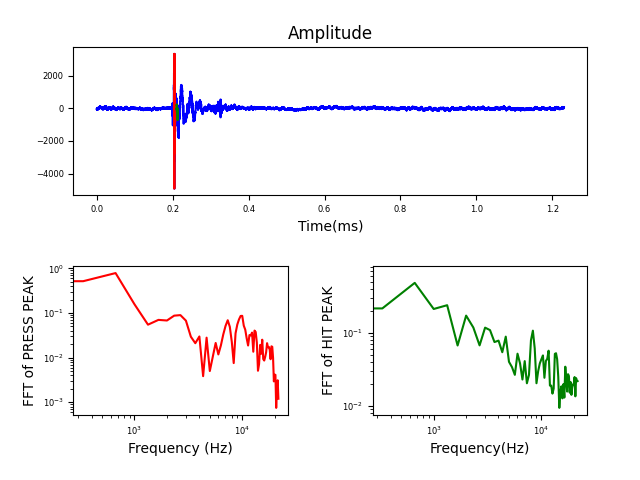 Amplitude
2000
0
−2000
−4000
0.0 0.2 0.4 0.6 0.8 1.0 1.2
Time(ms)
FFT of PRESS PEAK
10⁰
10⁻¹
10⁻²
10⁻³
10³ 10⁴
Frequency (Hz)
FFT of HIT PEAK
10⁻¹
10⁻²
10³ 10⁴
Frequency(Hz)